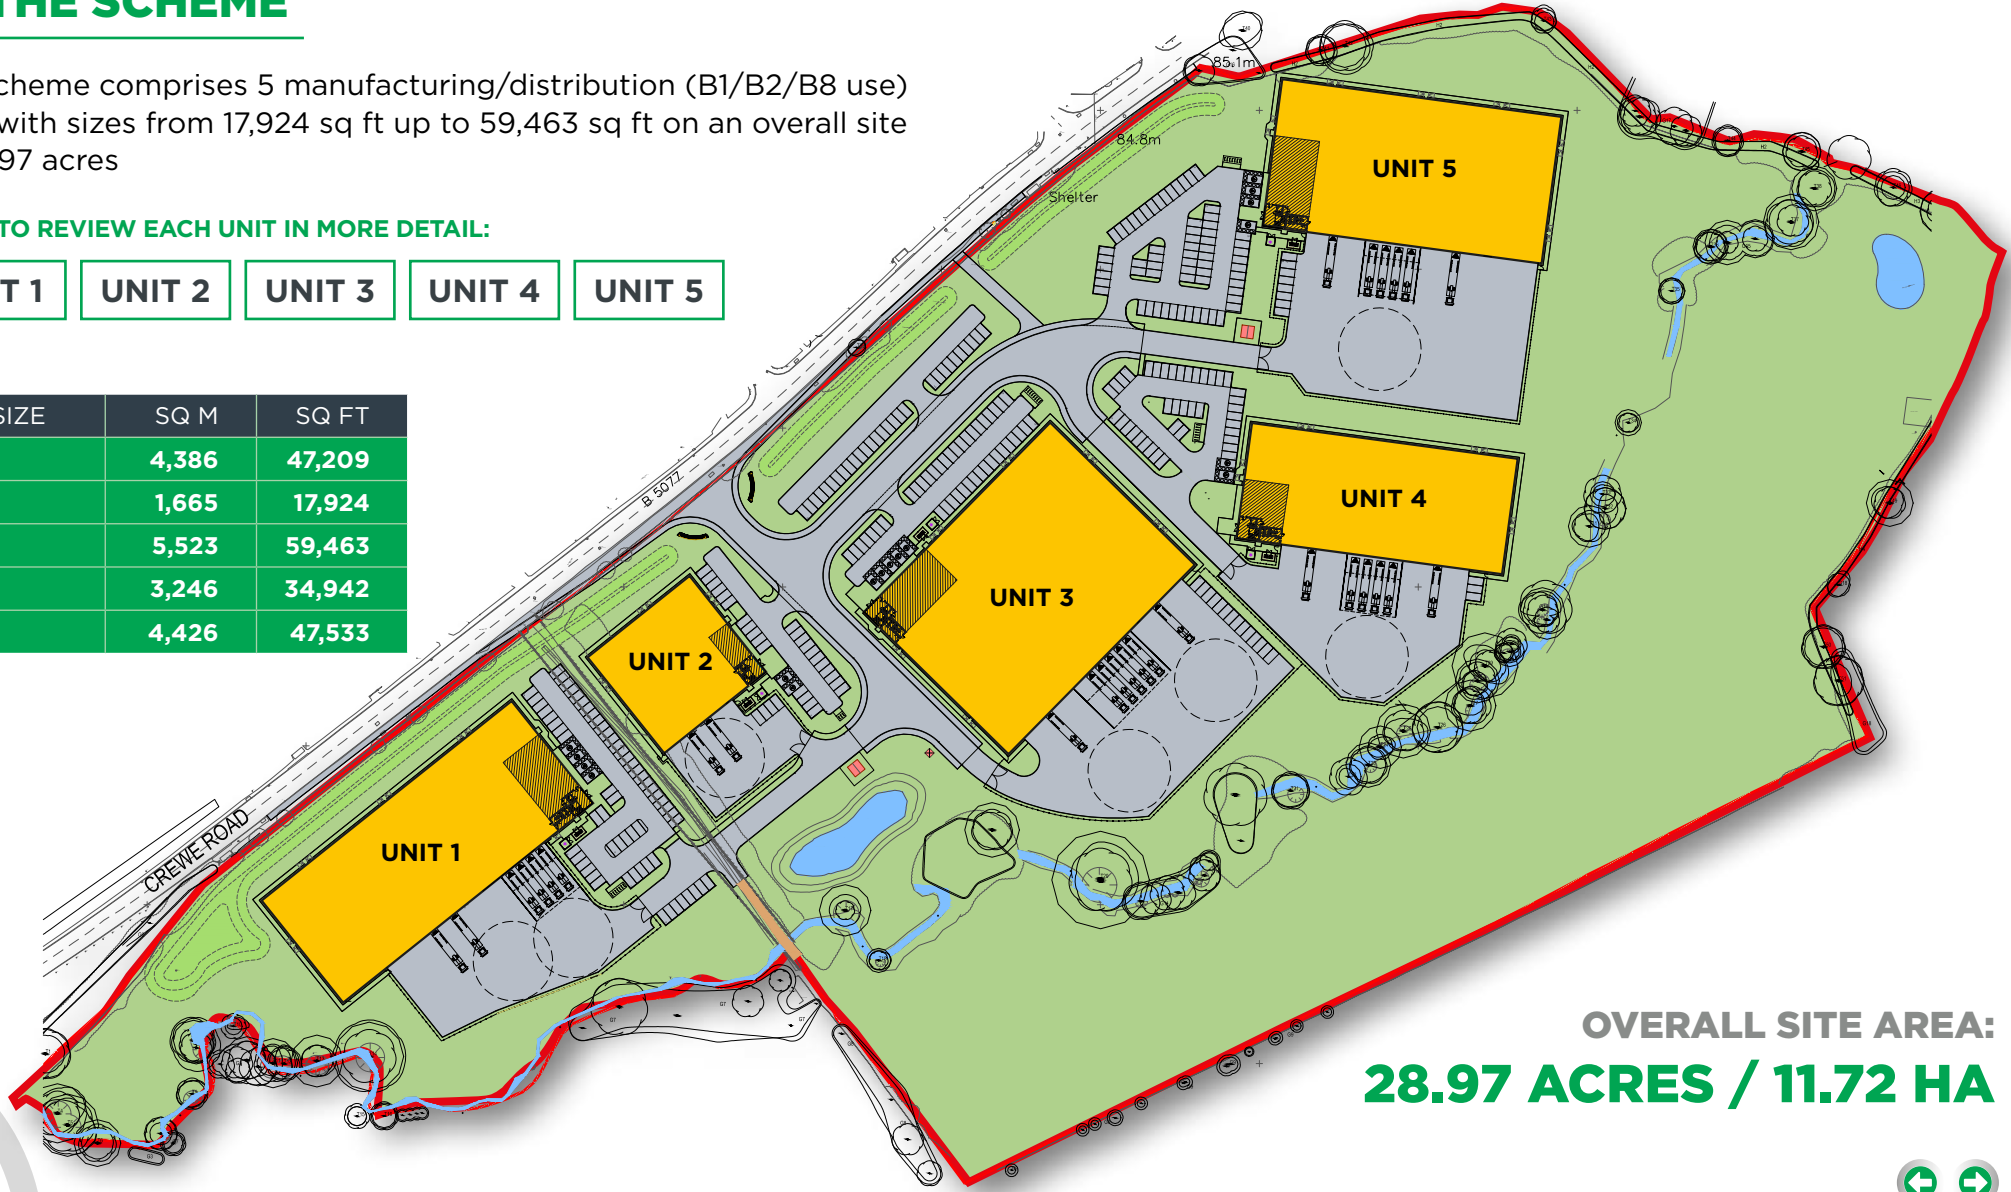 THE SCHEME
cheme comprises 5 manufacturing/distribution (B1/B2/B8 use)
with sizes from 17,924 sq ft up to 59,463 sq ft on an overall site
97 acres
TO REVIEW EACH UNIT IN MORE DETAIL:
T 1
UNIT 2
UNIT 3
UNIT 4
UNIT 5
SIZE SQ M SQ FT
4,386 47,209
1,665 17,924
5,523 59,463
3,246 34,942
4,426 47,533
85.1m
84.8m
Shelter
B 5077
CREWE ROAD
UNIT 5
UNIT 4
UNIT 3
UNIT 2
UNIT 1
OVERALL SITE AREA:
28.97 ACRES / 11.72 HA